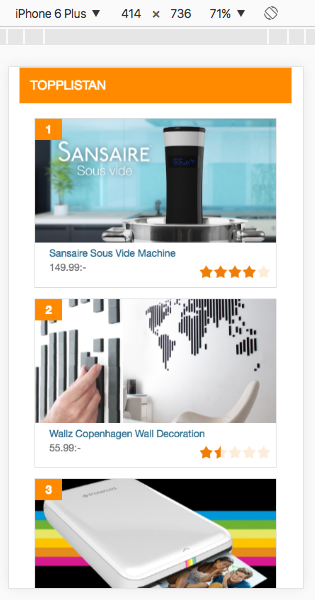 iPhone 6 Plus ▼ 414 × 736 71% ▼
TOPPLISTAN
1
SANSAIRE
Sous vide
Sansaire Sous Vide Machine
149.99:-
2
Wallz Copenhagen Wall Decoration
55.99:-
3
Polaroid